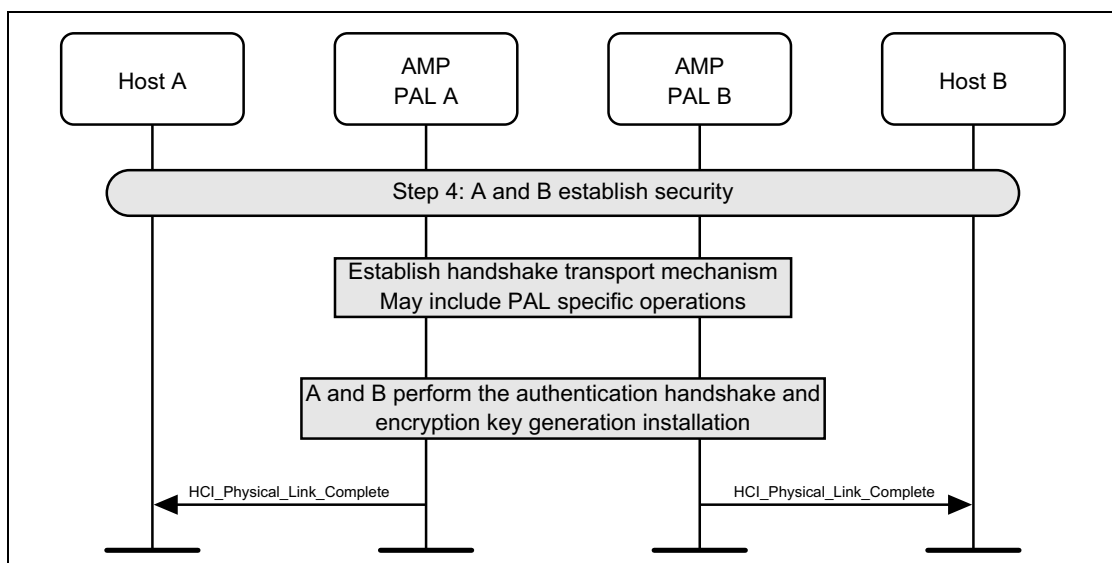 Host A
AMP
PAL A
AMP
PAL B
Host B
Step 4: A and B establish security
Establish handshake transport mechanism
May include PAL specific operations
A and B perform the authentication handshake and
encryption key generation installation
HCI_Physical_Link_Complete
HCI_Physical_Link_Complete